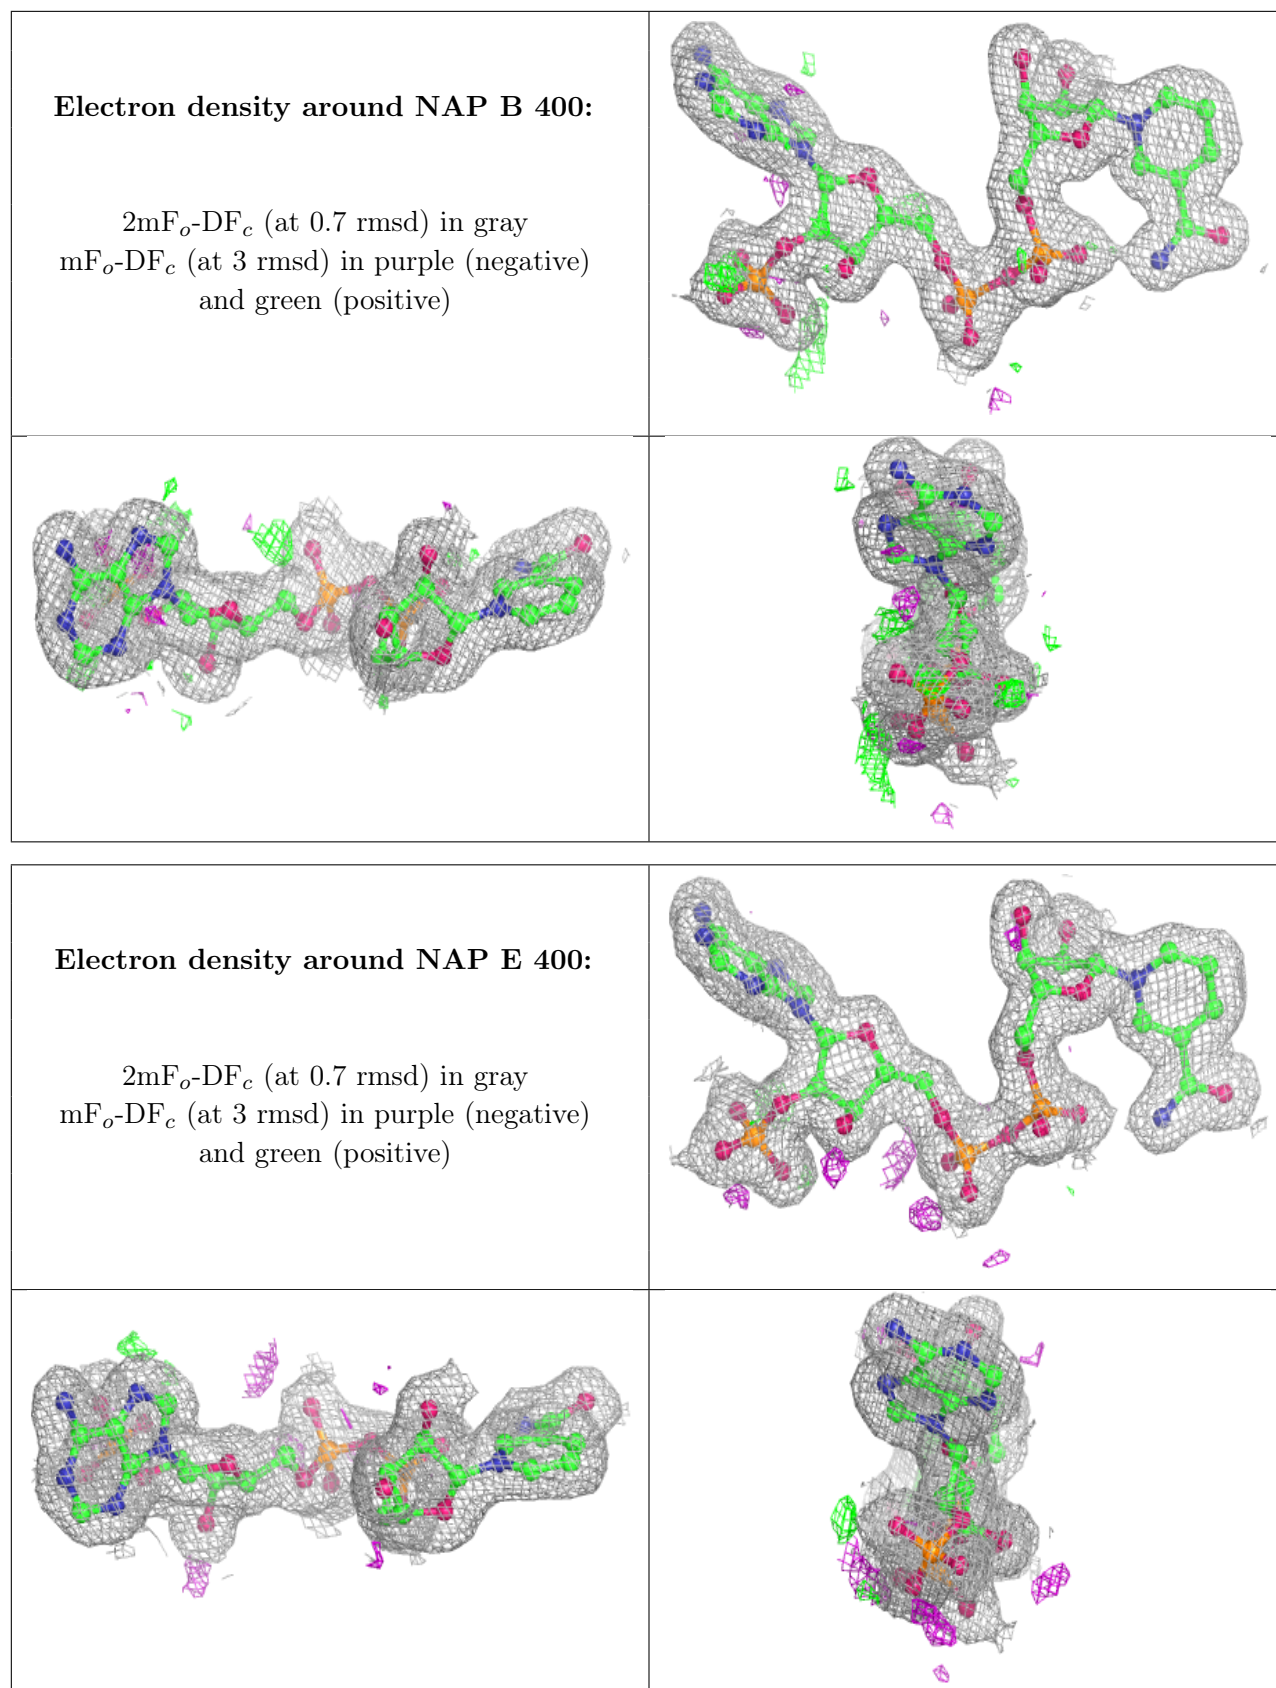 Electron density around NAP B 400:
2mFo-DFc (at 0.7 rmsd) in gray
mFo-DFc (at 3 rmsd) in purple (negative)
and green (positive)
Electron density around NAP E 400:
2mFo-DFc (at 0.7 rmsd) in gray
mFo-DFc (at 3 rmsd) in purple (negative)
and green (positive)